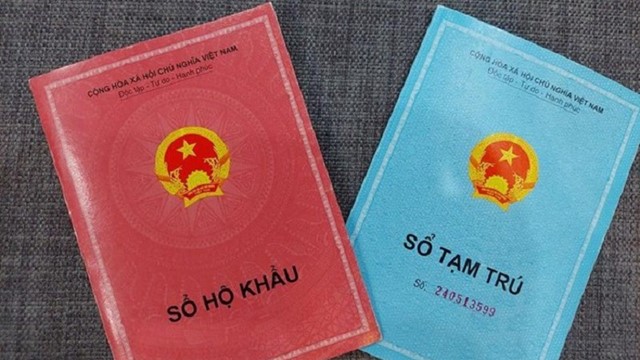 CỘNG HÒA XÃ HỘI CHỦ NGHĨA VIỆT NAM
Độc lập - Tự do - Hạnh phúc
SỔ HỘ KHẨU
CỘNG HÒA XÃ HỘI CHỦ NGHĨA VIỆT NAM
Độc lập - Tự do - Hạnh phúc
SỔ TẠM TRÚ
Số: 240513599